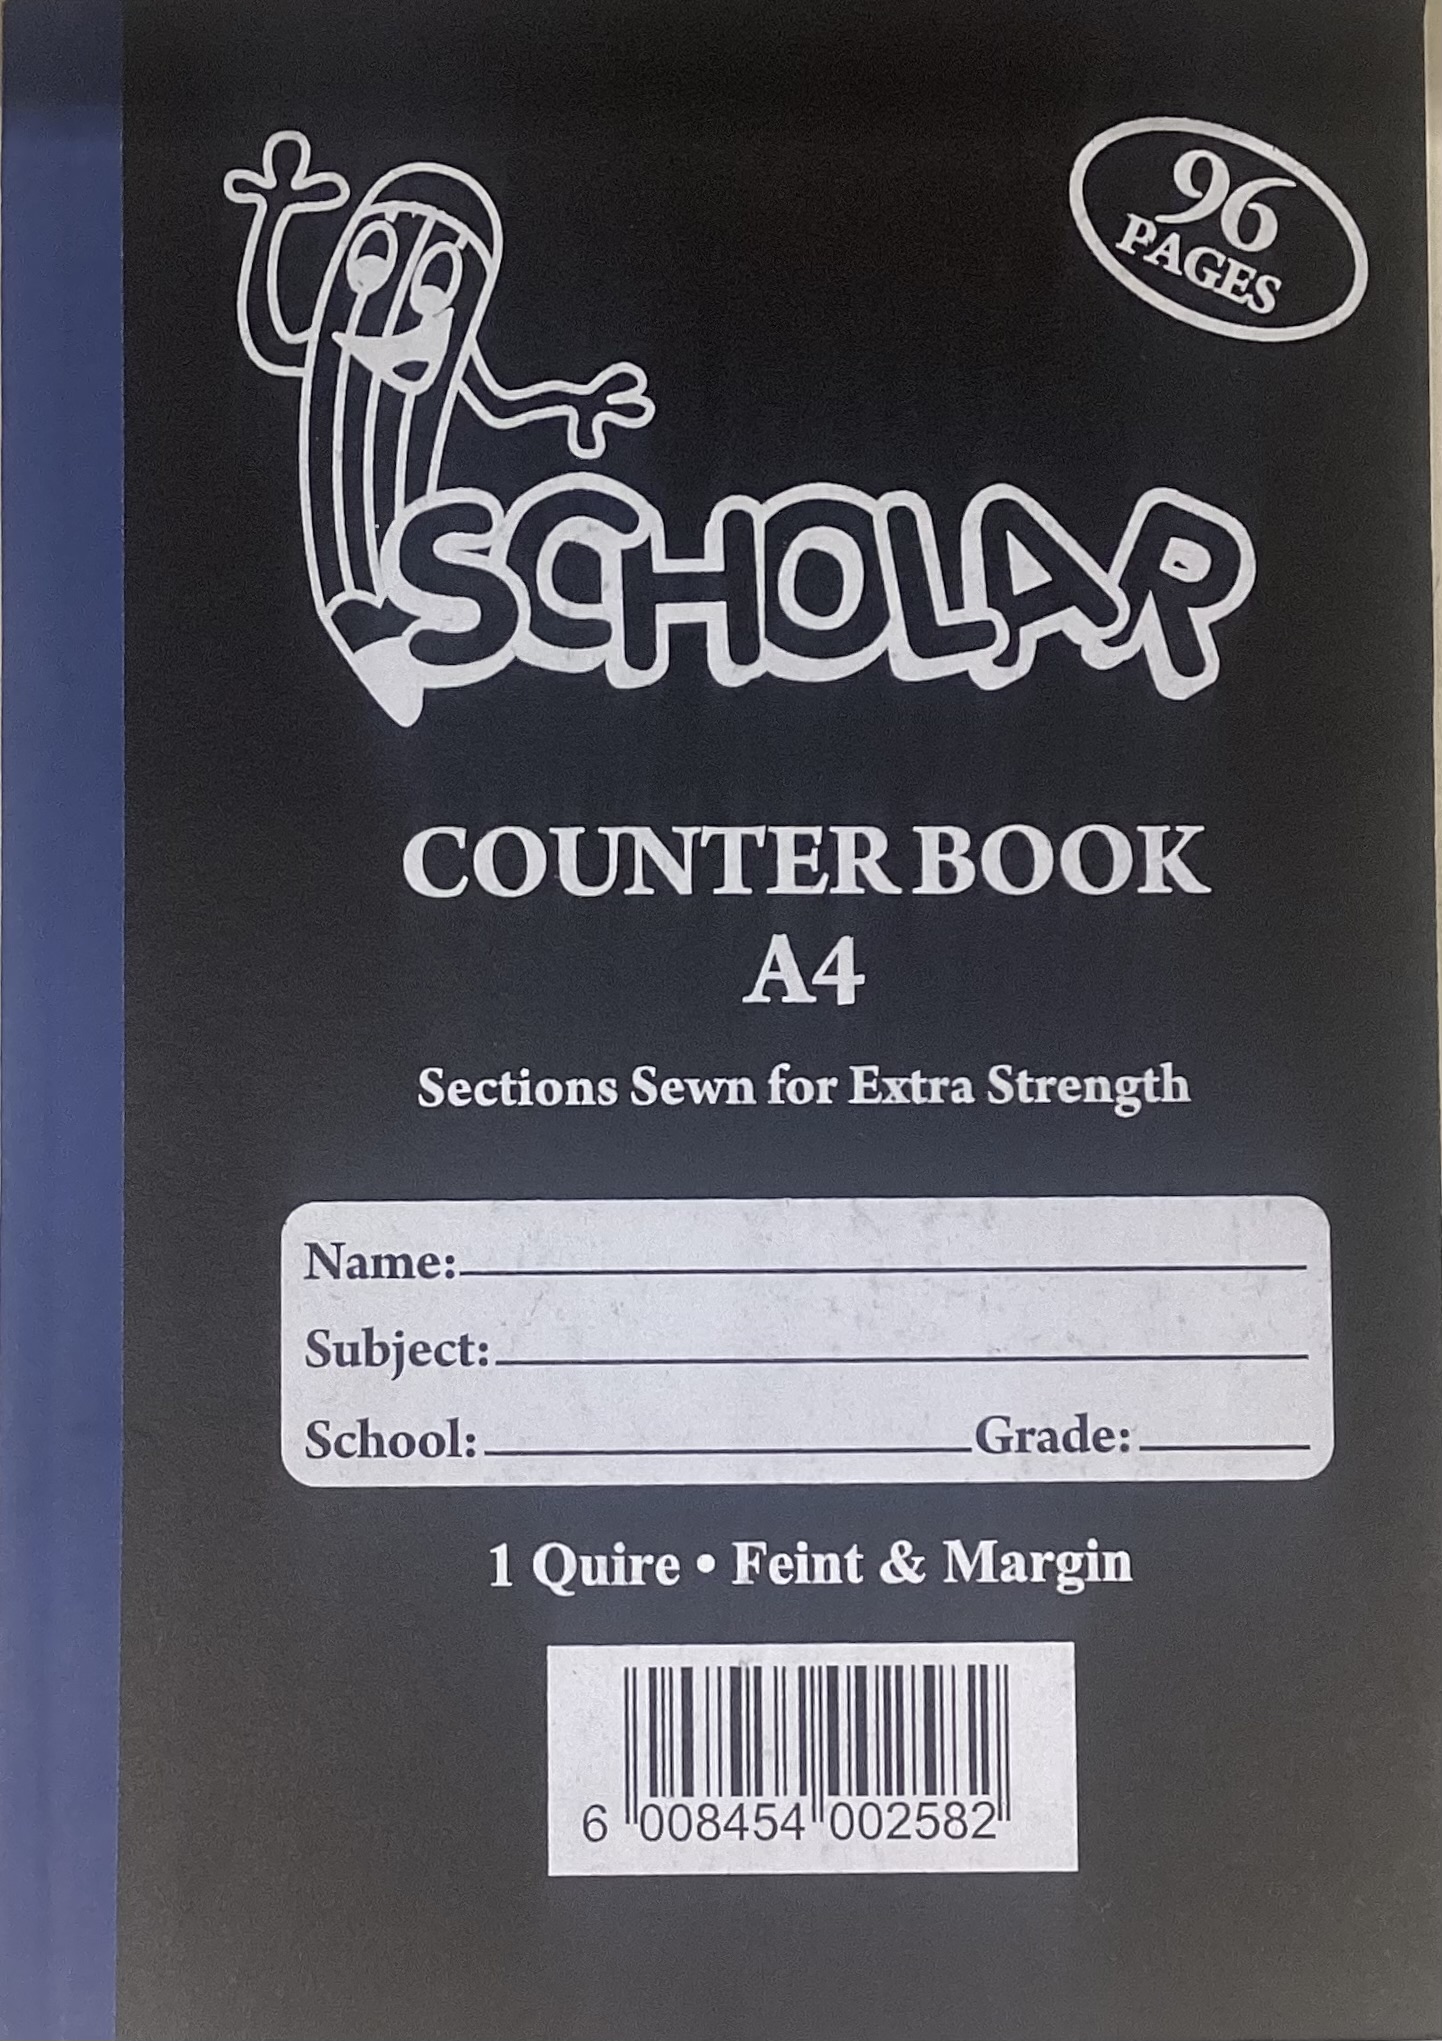 96
PAGES
SCHOLAR
COUNTER BOOK
A4
Sections Sewn for Extra Strength
Name:
Subject:
School: Grade:
1 Quire • Feint & Margin
6 008454 002582